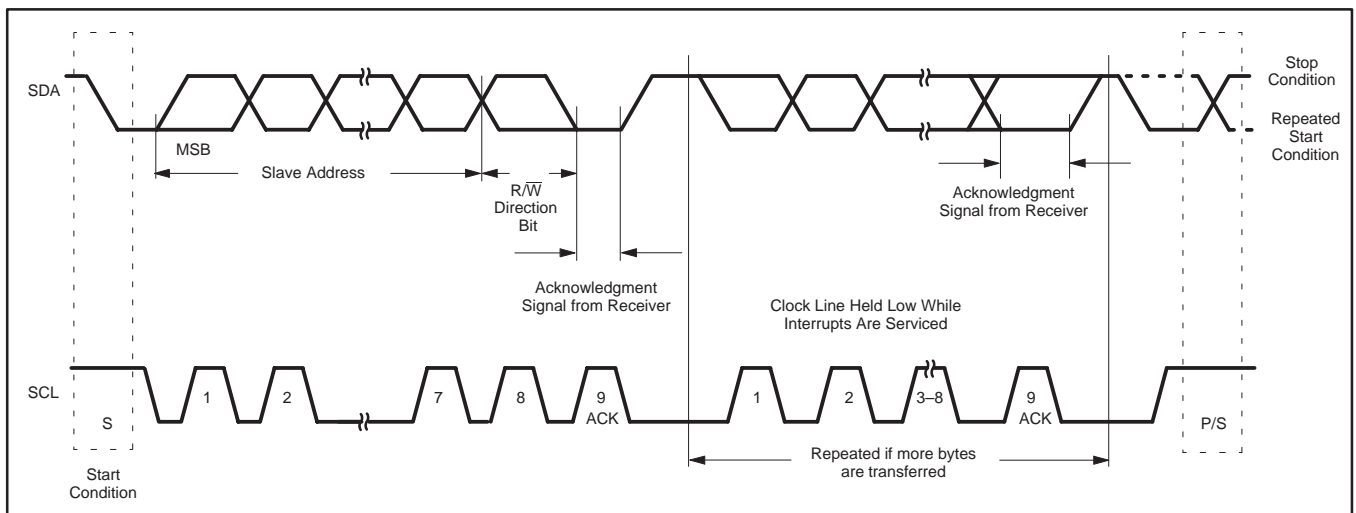 SDA
MSB
Slave Address
R/W̅
Direction
Bit
Acknowledgment
Signal from Receiver
Acknowledgment
Signal from Receiver
Stop
Condition
Repeated
Start
Condition
Clock Line Held Low While
Interrupts Are Serviced
SCL
S
1
2
7
8
9
ACK
1
2
3–8
9
ACK
P/S
Start
Condition
Repeated if more bytes
are transferred